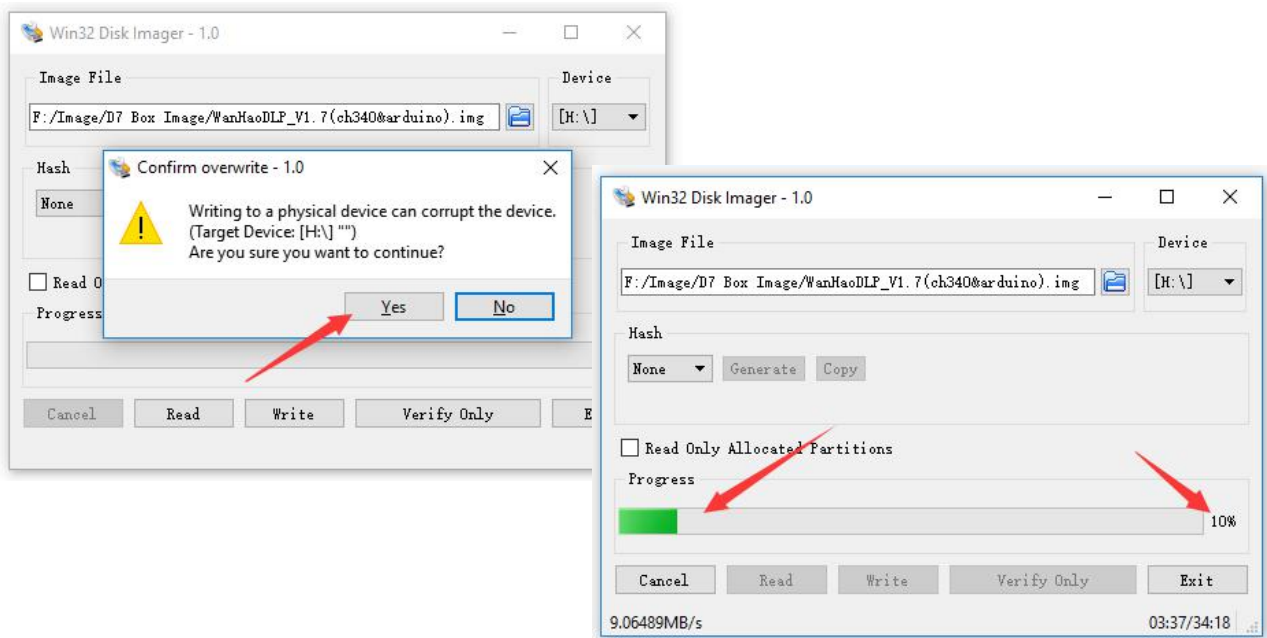 Win32 Disk Imager - 1.0
Image File
Device
F:/Image/D7 Box Image/WanHaoDLP_V1.7(ch340&arduino).img
[H:\]
Hash
None
Confirm overwrite - 1.0
Writing to a physical device can corrupt the device.
(Target Device: [H:\] "")
Are you sure you want to continue?
Yes
No
Read O
Progress
Cancel
Read
Write
Verify Only
E
Win32 Disk Imager - 1.0
Image File
Device
F:/Image/D7 Box Image/WanHaoDLP_V1.7(ch340&arduino).img
[H:\]
Hash
None
Generate
Copy
Read Only Allocated Partitions
Progress
10%
Cancel
Read
Write
Verify Only
Exit
9.06489MB/s
03:37/34:18